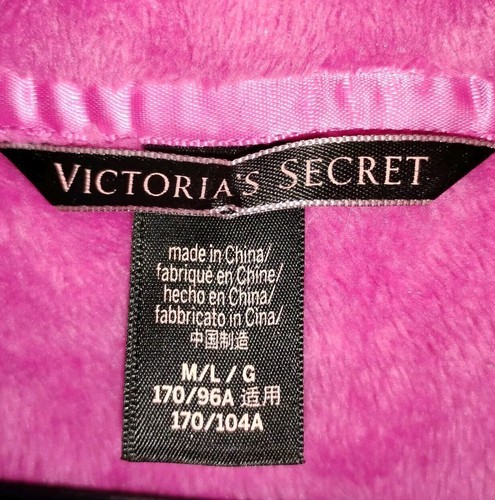 VICTORIA'S SECRET
made in China/
fabriqué en Chine/
hecho en China/
fabbricato in Cina/
中国制造
M/L/G
170/96A 适用
170/104A